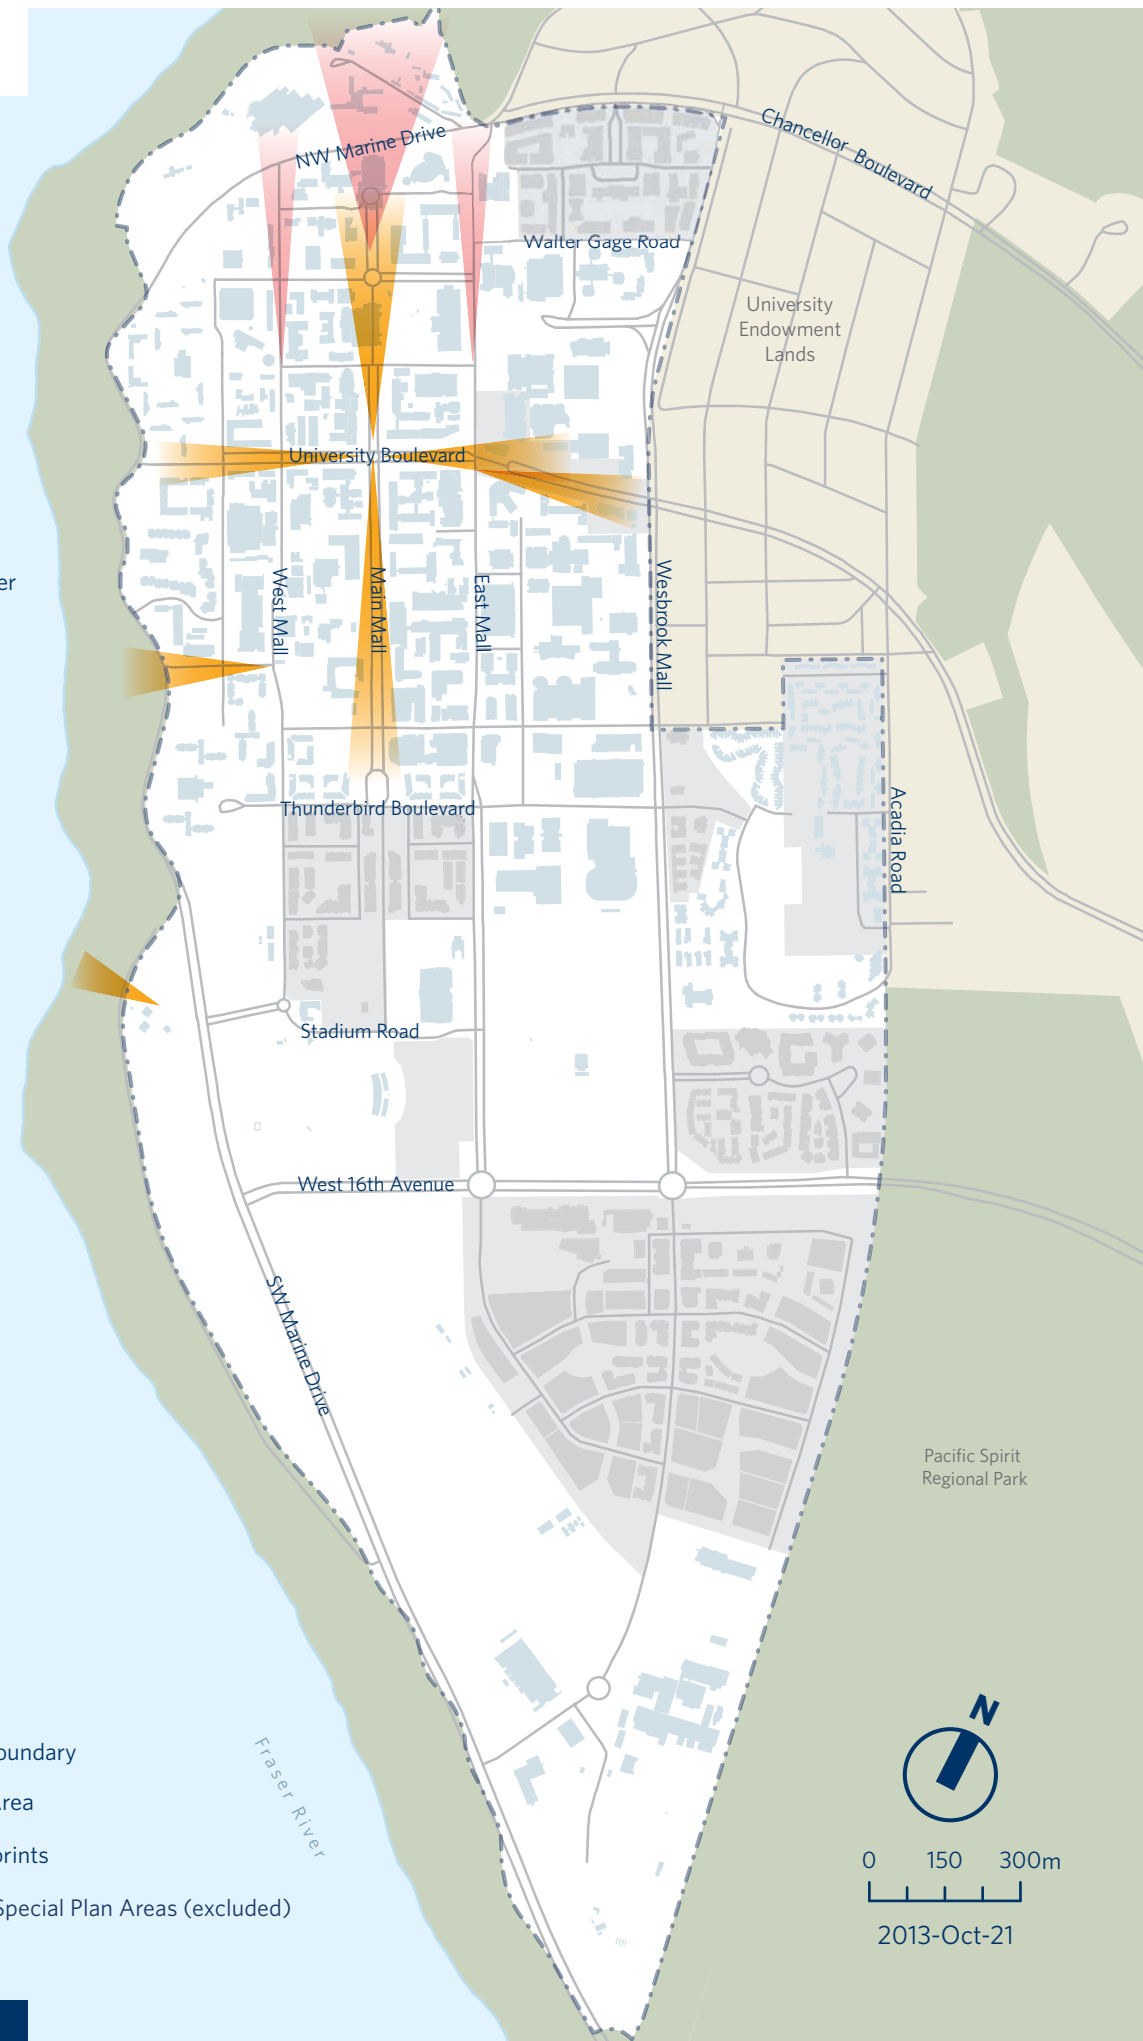 Chancellor Boulevard
NW Marine Drive
Walter Gage Road
University
Endowment
Lands
University Boulevard
er
West Mall
Main Mall
East Mall
Wesbrook Mall
Thunderbird Boulevard
Acadia Road
Stadium Road
West 16th Avenue
SW Marine Drive
Pacific Spirit
Regional Park
Fraser River
N
0 150 300m
2013-Oct-21
oundary
rea
prints
Special Plan Areas (excluded)